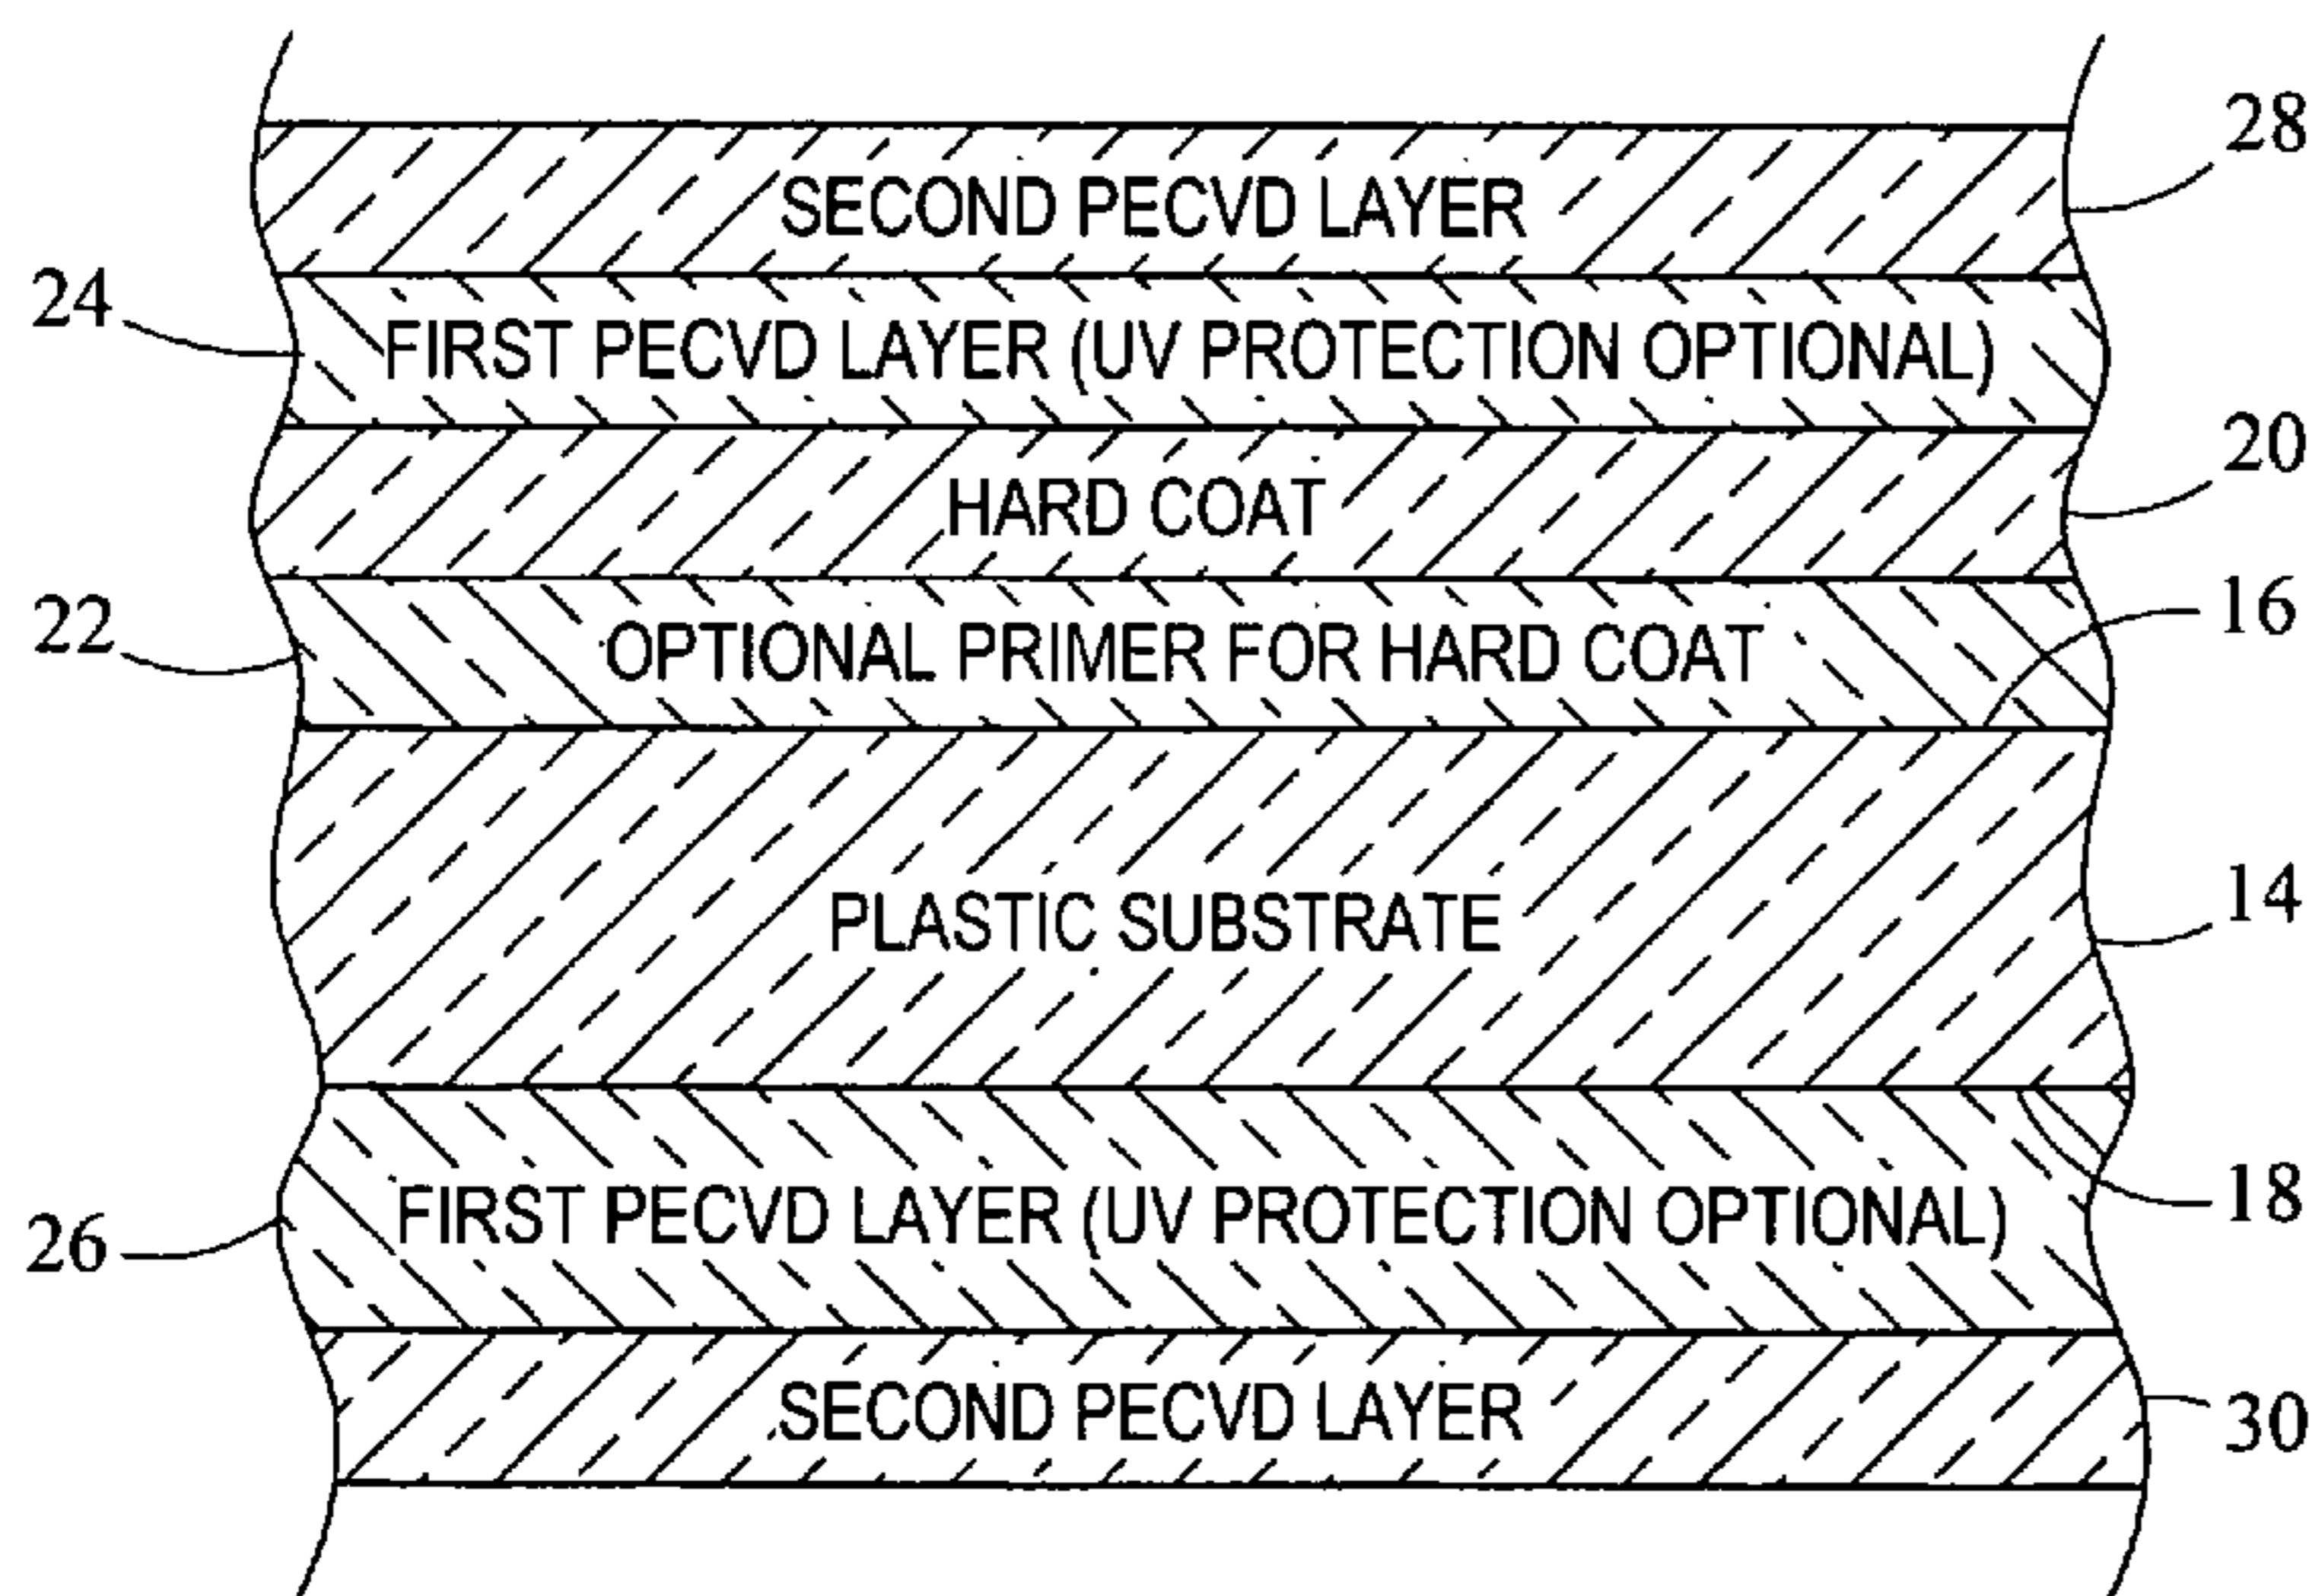 28
SECOND PECVD LAYER
24
FIRST PECVD LAYER (UV PROTECTION OPTIONAL)
20
HARD COAT
16
22
OPTIONAL PRIMER FOR HARD COAT
14
PLASTIC SUBSTRATE
18
26
FIRST PECVD LAYER (UV PROTECTION OPTIONAL)
SECOND PECVD LAYER
30